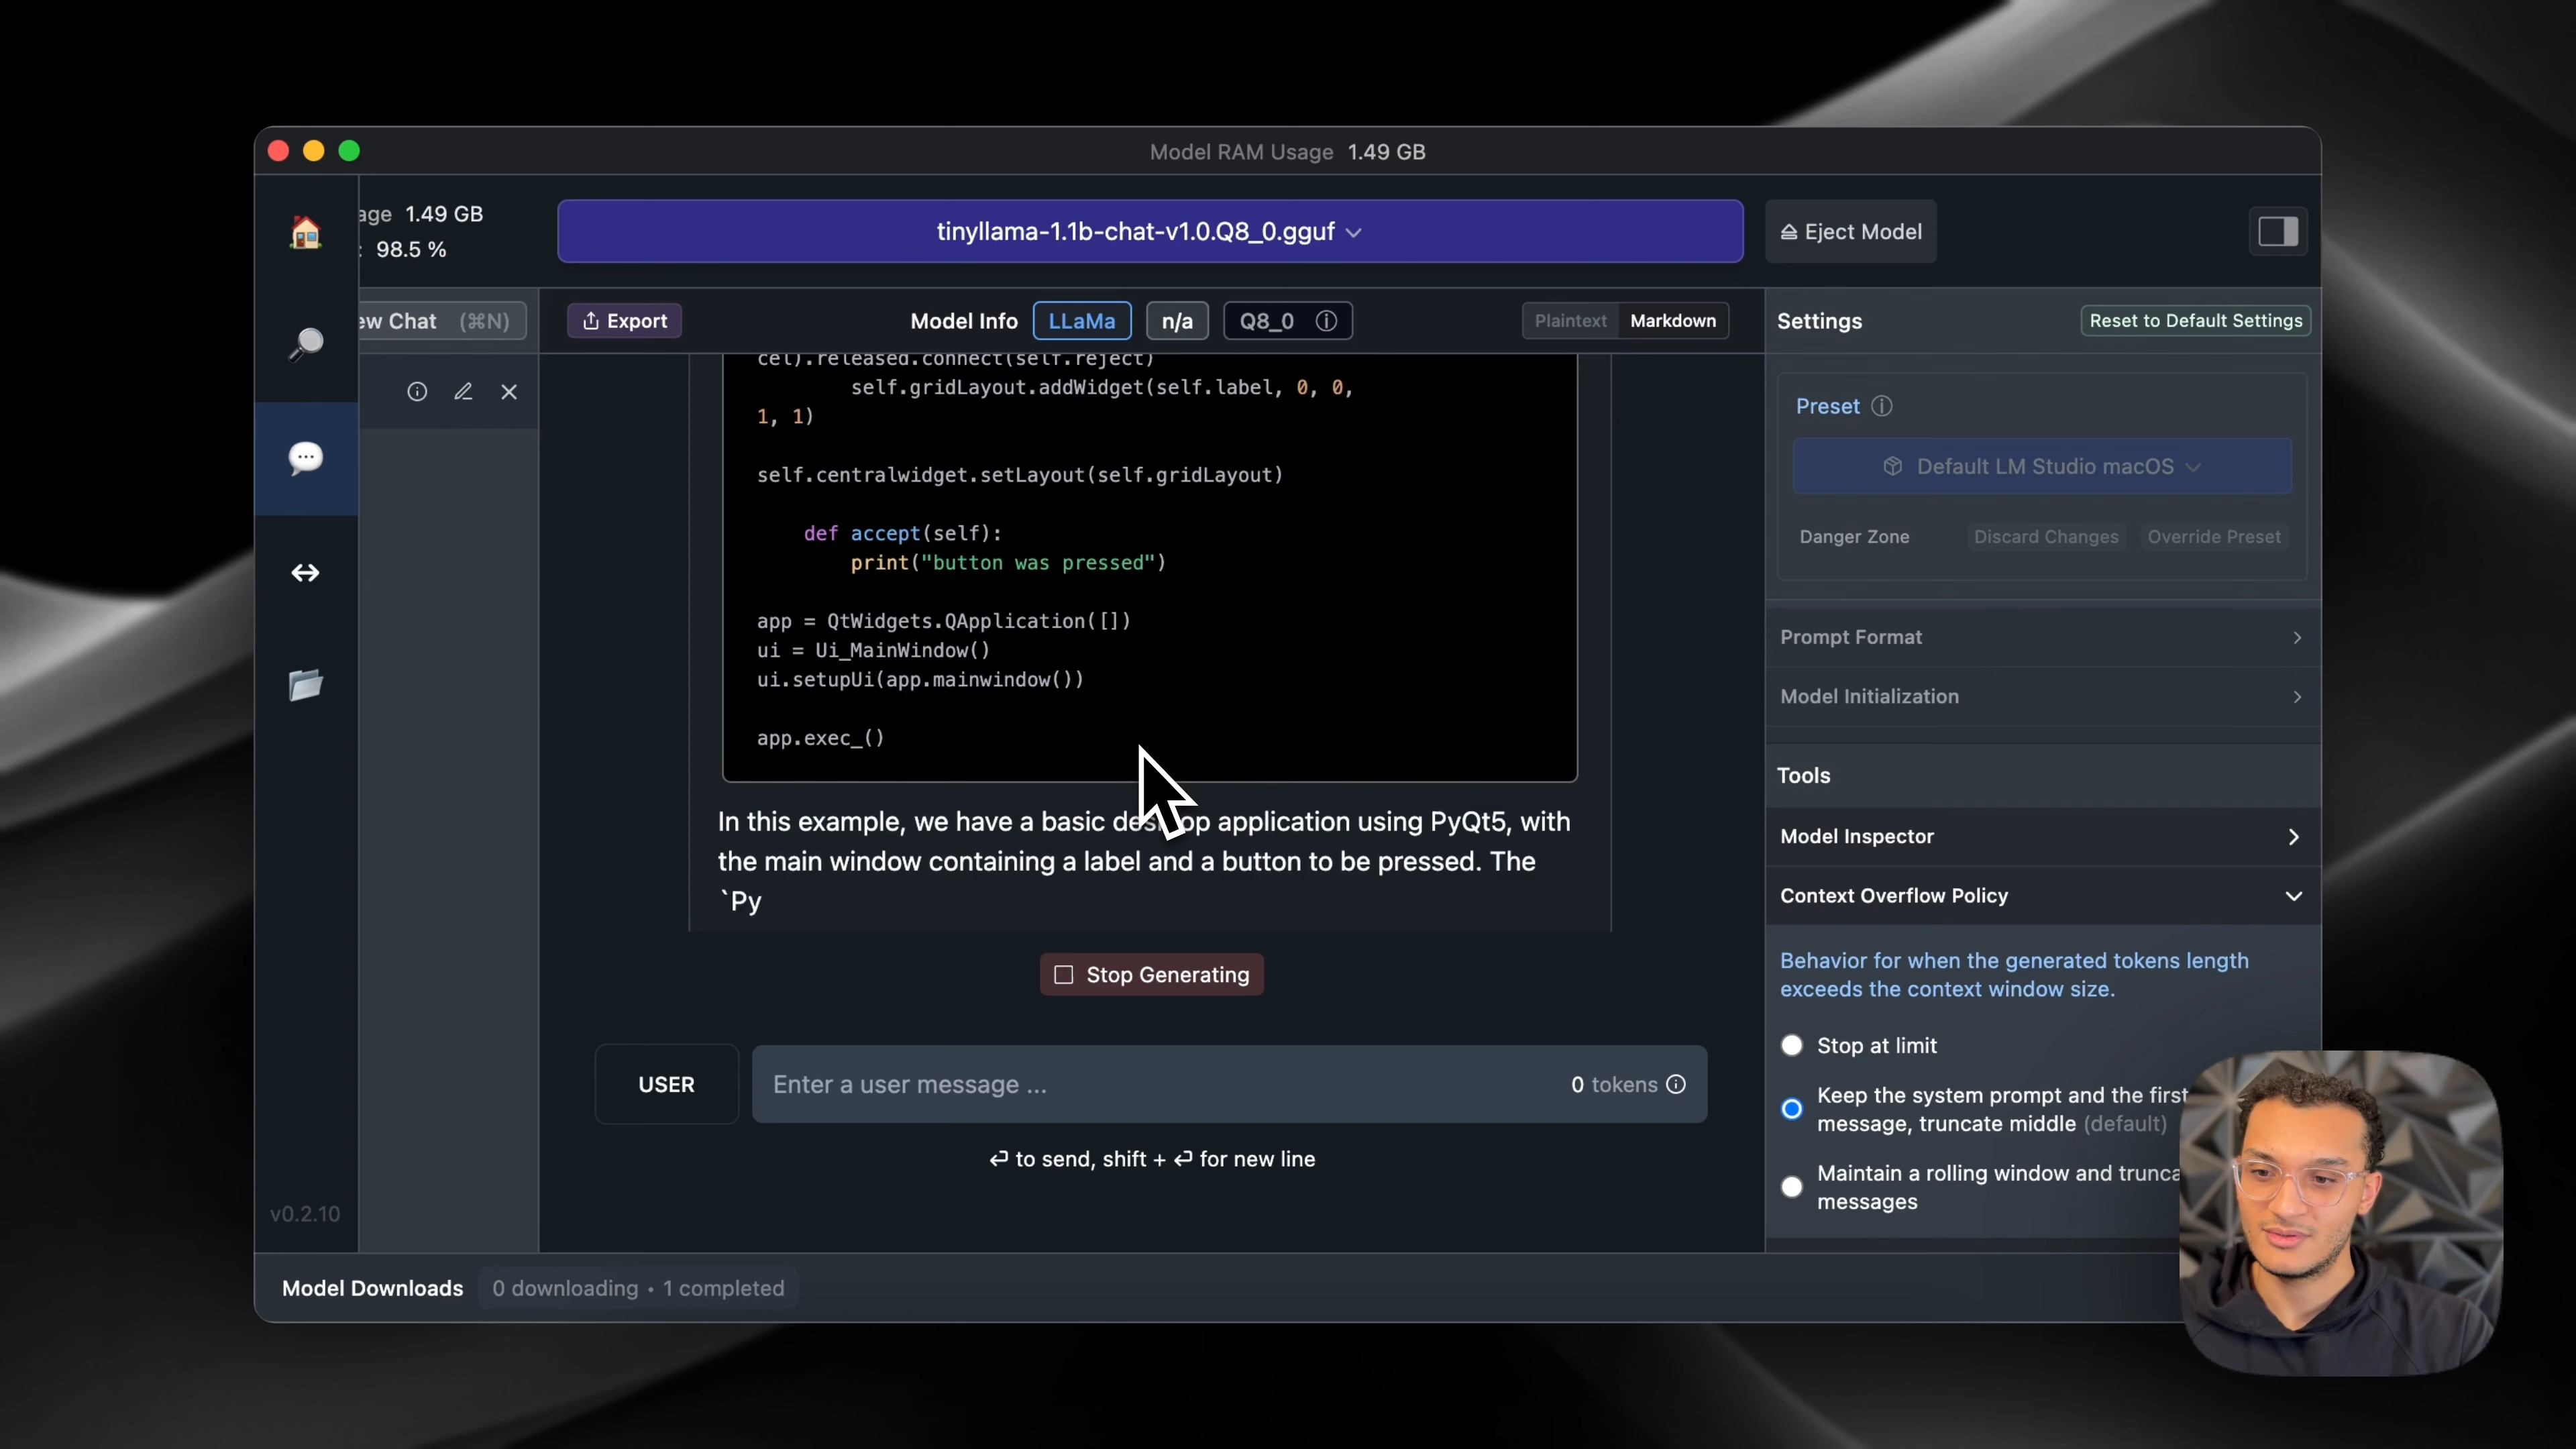 Model RAM Usage 1.49 GB
age 1.49 GB
: 98.5 %
tinyllama-1.1b-chat-v1.0.Q8_0.gguf
Eject Model
ew Chat (⌘N)
Export
Model Info LLaMa n/a Q8_0
Plaintext Markdown
Settings
Reset to Default Settings
cel).released.connect(self.reject)
self.gridLayout.addWidget(self.label, 0, 0,
1, 1)
self.centralwidget.setLayout(self.gridLayout)
def accept(self):
print("button was pressed")
app = QtWidgets.QApplication([])
ui = Ui_MainWindow()
ui.setupUi(app.mainwindow())
app.exec_()
In this example, we have a basic des op application using PyQt5, with
the main window containing a label and a button to be pressed. The
`Py
Stop Generating
USER
Enter a user message ...
0 tokens
⏎ to send, shift + ⏎ for new line
Preset
Default LM Studio macOS
Danger Zone Discard Changes Override Preset
Prompt Format
Model Initialization
Tools
Model Inspector
Context Overflow Policy
Behavior for when the generated tokens length
exceeds the context window size.
Stop at limit
Keep the system prompt and the first
message, truncate middle (default)
Maintain a rolling window and trunca
messages
v0.2.10
Model Downloads 0 downloading • 1 completed